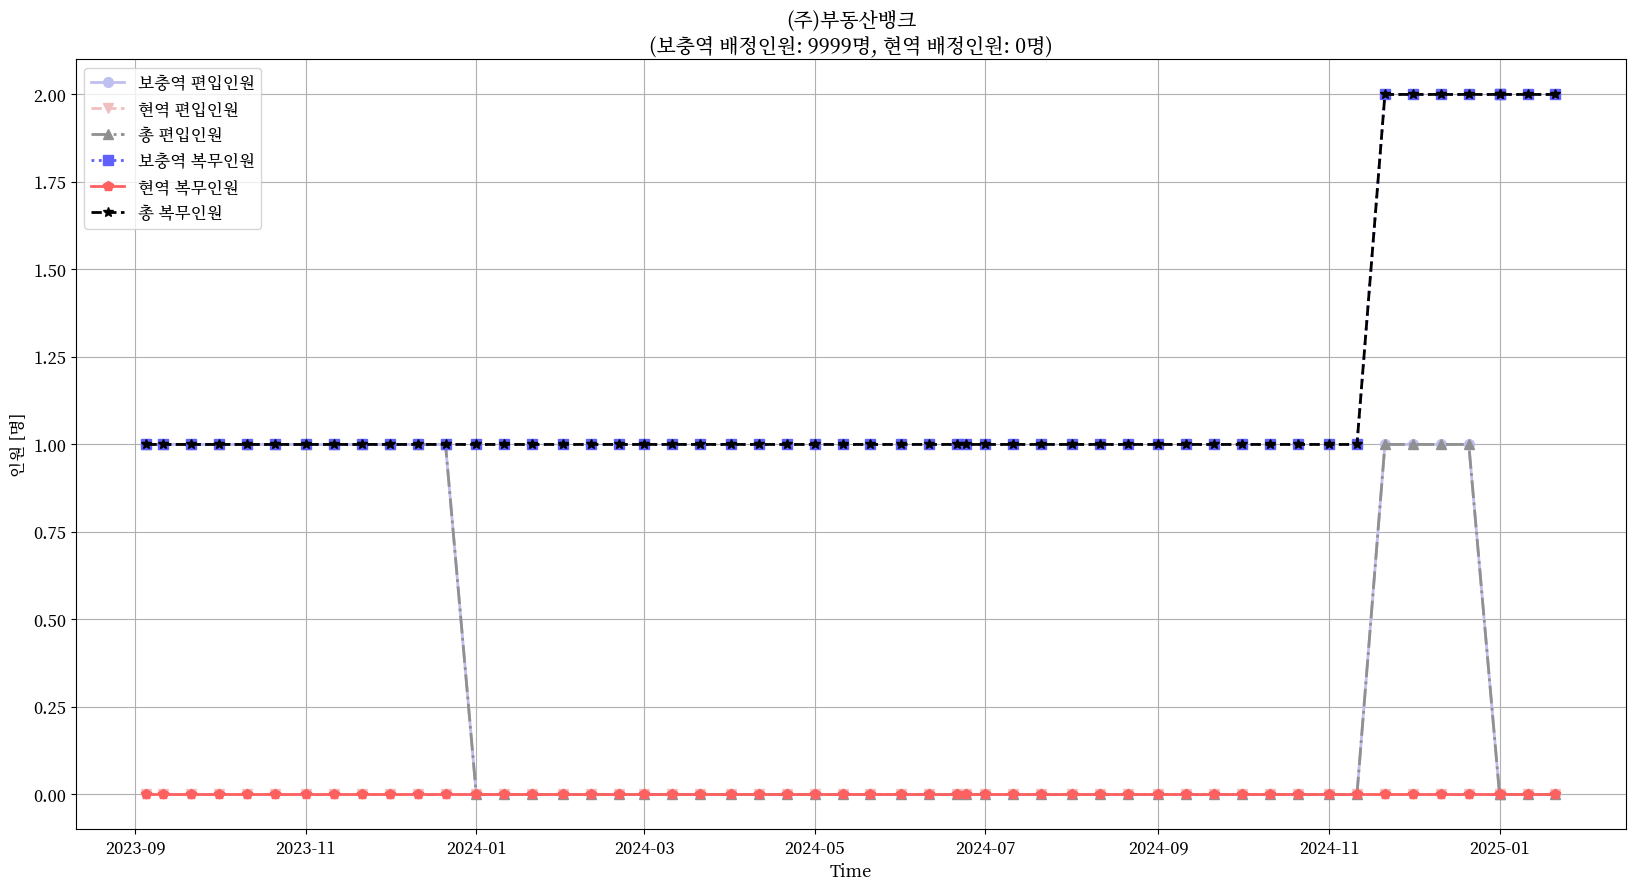 (주)부동산뱅크
(보충역 배정인원: 9999명, 현역 배정인원: 0명)
보충역 편입인원
현역 편입인원
총 편입인원
보충역 복무인원
현역 복무인원
총 복무인원
2.00
1.75
1.50
1.25
1.00
0.75
0.50
0.25
0.00
인원 [명]
2023-09 2023-11 2024-01 2024-03 2024-05 2024-07 2024-09 2024-11 2025-01
Time